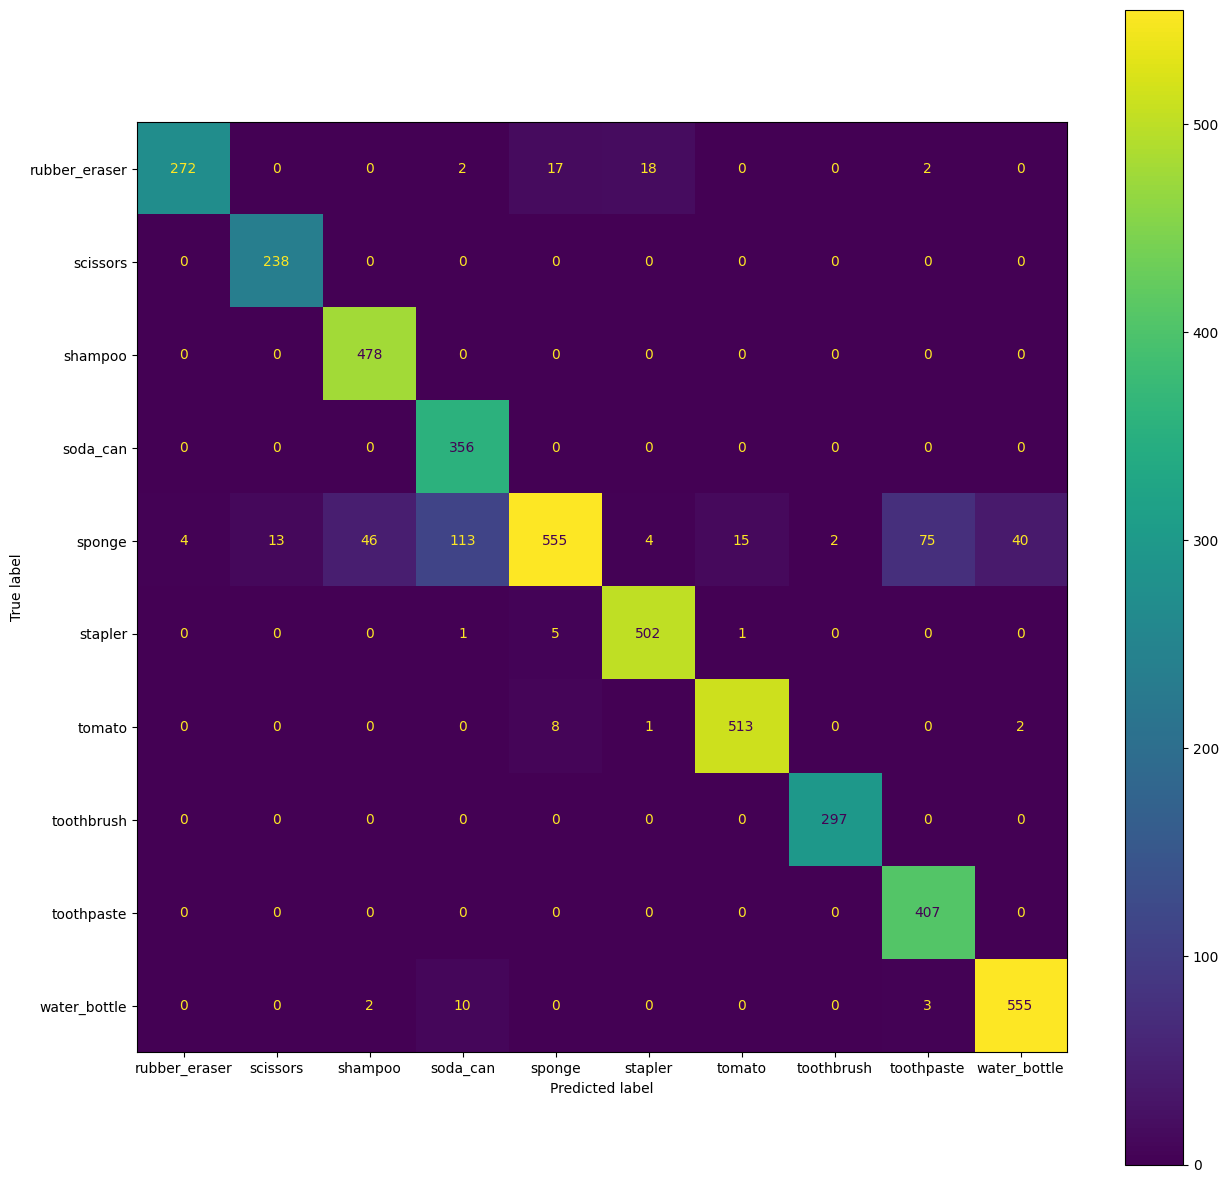 rubber_eraser 272 0 0 2 17 18 0 0 2 0
scissors 0 238 0 0 0 0 0 0 0 0
shampoo 0 0 478 0 0 0 0 0 0 0
soda_can 0 0 0 356 0 0 0 0 0 0
sponge 4 13 46 113 555 4 15 2 75 40
stapler 0 0 0 1 5 502 1 0 0 0
tomato 0 0 0 0 8 1 513 0 0 2
toothbrush 0 0 0 0 0 0 0 297 0 0
toothpaste 0 0 0 0 0 0 0 0 407 0
water_bottle 0 0 2 10 0 0 0 0 3 555
rubber_eraser scissors shampoo soda_can sponge stapler tomato toothbrush toothpaste water_bottle
Predicted label
True label
500
400
300
200
100
0